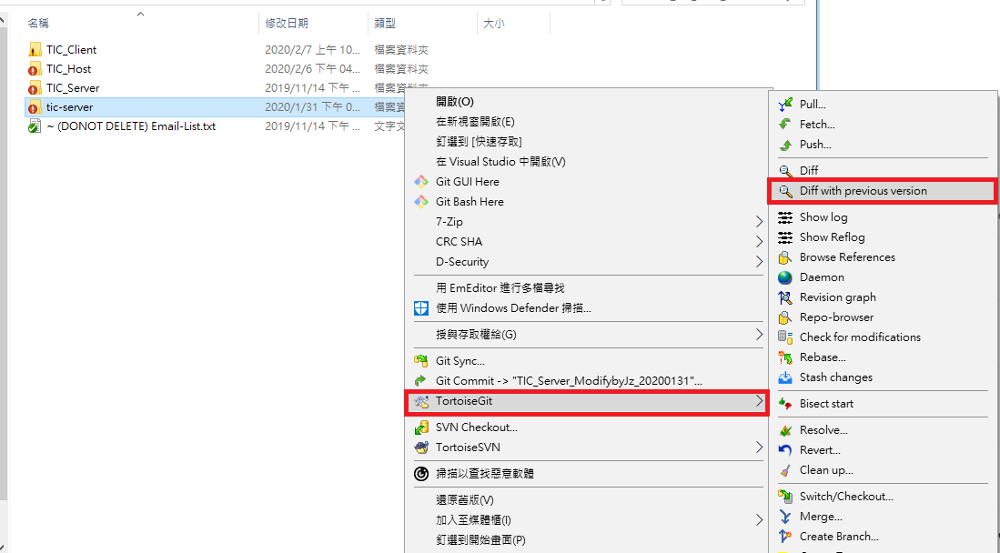 名稱 修改日期 類型 大小
TIC_Client 2020/2/7 上午 10... 檔案資料夾
TIC_Host 2020/2/6 下午 04... 檔案資料夾
TIC_Server 2019/11/14 下午 ... 檔案資料夾
tic-server 2020/1/31 下午 0... 檔案資
~ (DONOT DELETE) Email-List.txt 2019/11/14 下午 ... 文字文
開啟(O)
在新視窗開啟(E)
釘選到 [快速存取]
在 Visual Studio 中開啟(V)
Git GUI Here
Git Bash Here
7-Zip
CRC SHA
D-Security
用 EmEditor 進行多檔尋找
使用 Windows Defender 掃描...
授與存取權給(G)
Git Sync...
Git Commit -> "TIC_Server_ModifybyJz_20200131"...
TortoiseGit
SVN Checkout...
TortoiseSVN
掃描以查找惡意軟體
還原舊版(V)
加入至媒體櫃(I)
釘選到開始畫面(P)
Pull...
Fetch...
Push...
Diff
Diff with previous version
Show log
Show Reflog
Browse References
Daemon
Revision graph
Repo-browser
Check for modifications
Rebase...
Stash changes
Bisect start
Resolve...
Revert...
Clean up...
Switch/Checkout...
Merge...
Create Branch...